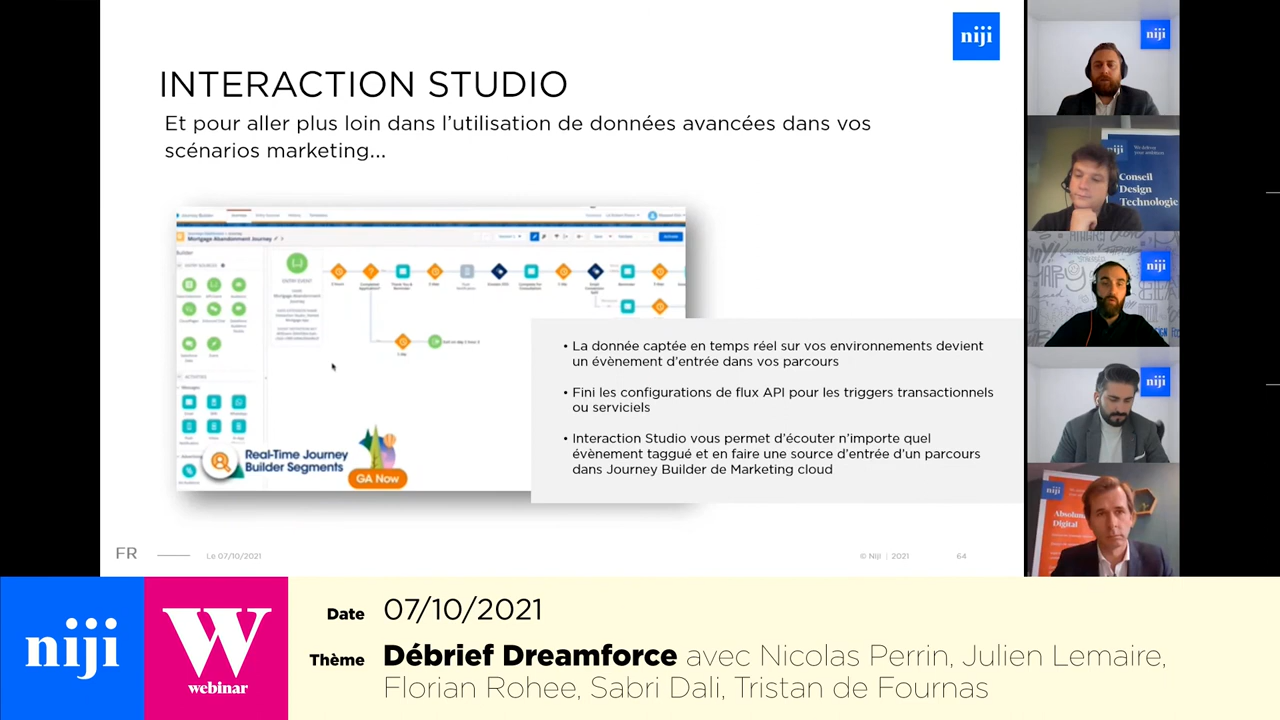 niji
INTERACTION STUDIO
Et pour aller plus loin dans l'utilisation de données avancées dans vos
scénarios marketing...
Journey Builder
Mortgage Abandonment Journey
ENTRY EVENT
Real-Time Journey
Builder Segments
GA Now
• La donnée captée en temps réel sur vos environnements devient
un évènement d'entrée dans vos parcours
• Fini les configurations de flux API pour les triggers transactionnels
ou serviciels
• Interaction Studio vous permet d'écouter n'importe quel
évènement taggué et en faire une source d'entrée d'un parcours
dans Journey Builder de Marketing cloud
FR
Le 07/10/2021
© Niji | 2021
64
niji
niji
Conseil
Design
Technologie
niji
niji
niji
Digital
niji
W
webinar
Date 07/10/2021
Thème Débrief Dreamforce avec Nicolas Perrin, Julien Lemaire,
Florian Rohee, Sabri Dali, Tristan de Fournas